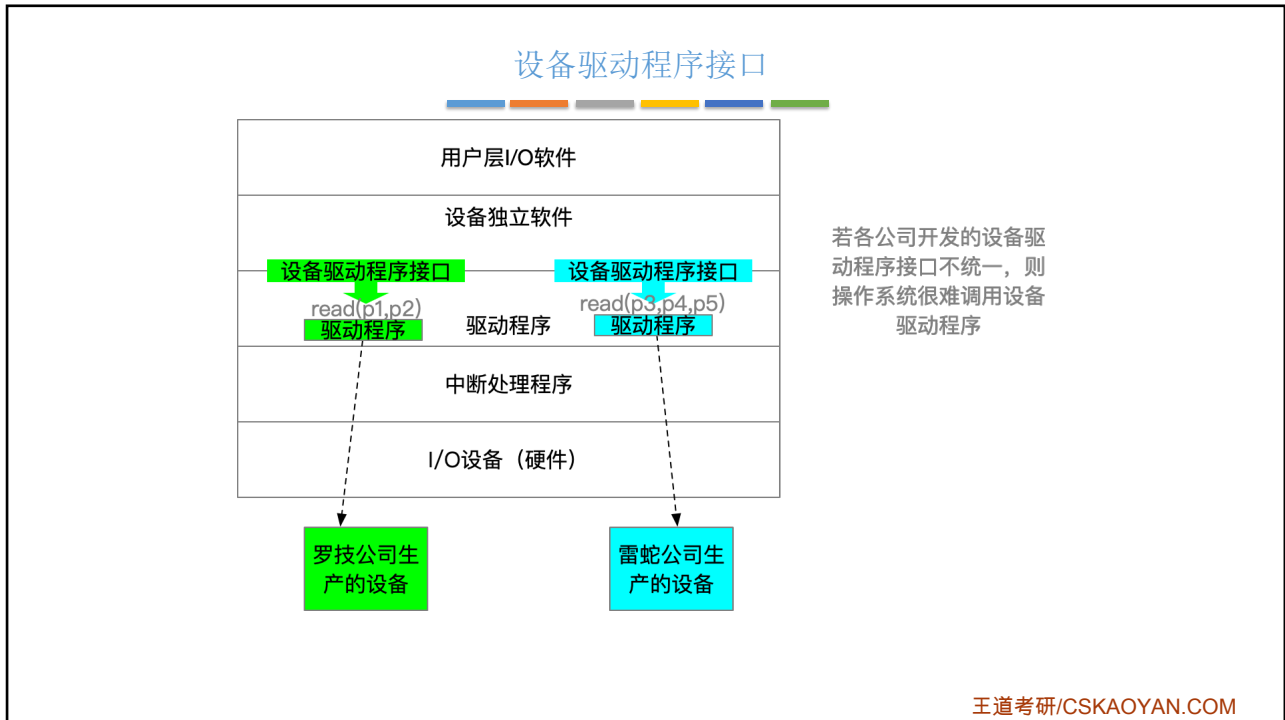 设备驱动程序接口
用户层I/O软件
设备独立软件
设备驱动程序接口
设备驱动程序接口
read(p1,p2)
read(p3,p4,p5)
驱动程序
驱动程序
驱动程序
中断处理程序
I/O设备（硬件）
罗技公司生
产的设备
雷蛇公司生
产的设备
若各公司开发的设备驱
动程序接口不统一，则
操作系统很难调用设备
驱动程序
王道考研/CSKAOYAN.COM